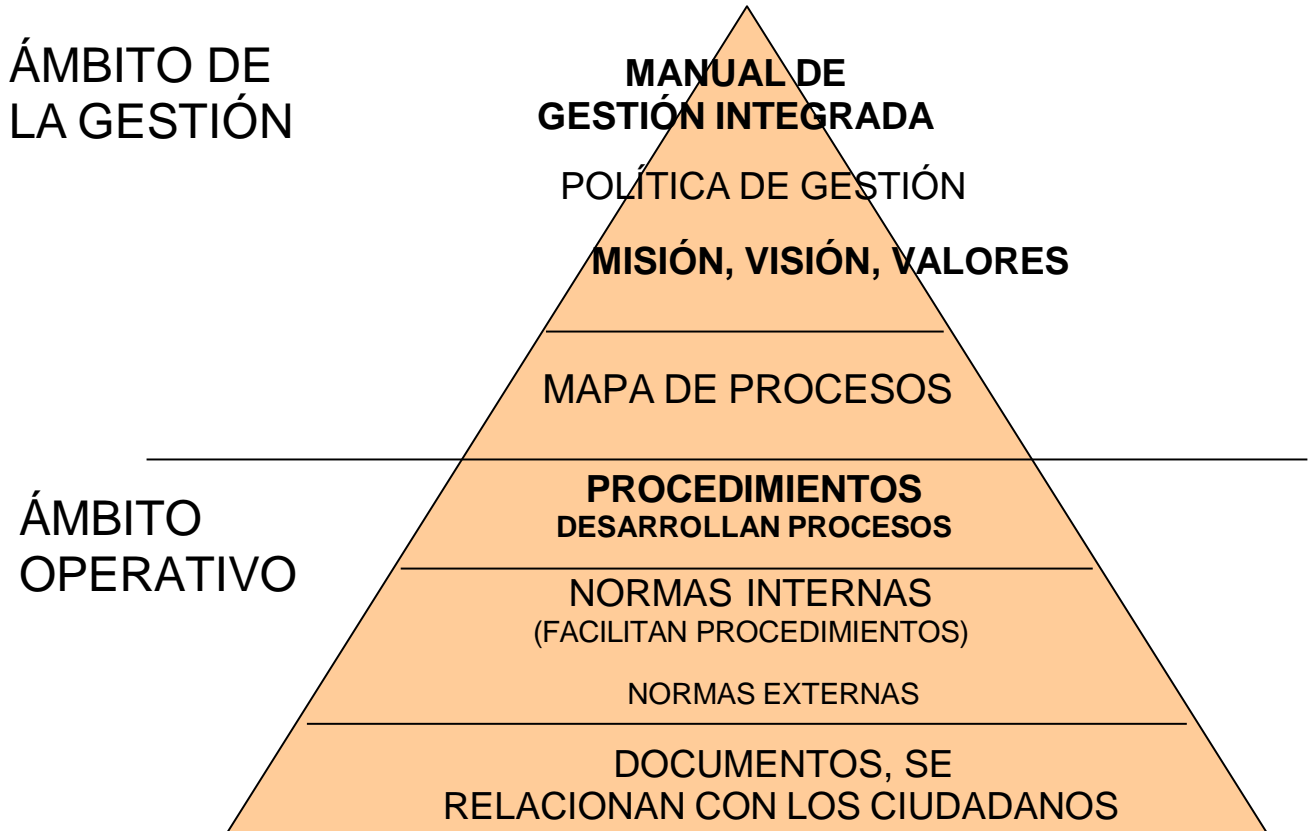 ÁMBITO DE
LA GESTIÓN
MANUAL DE
GESTIÓN INTEGRADA
POLÍTICA DE GESTIÓN
MISIÓN, VISIÓN, VALORES
MAPA DE PROCESOS
ÁMBITO
OPERATIVO
PROCEDIMIENTOS
DESARROLLAN PROCESOS
NORMAS INTERNAS
(FACILITAN PROCEDIMIENTOS)
NORMAS EXTERNAS
DOCUMENTOS, SE
RELACIONAN CON LOS CIUDADANOS